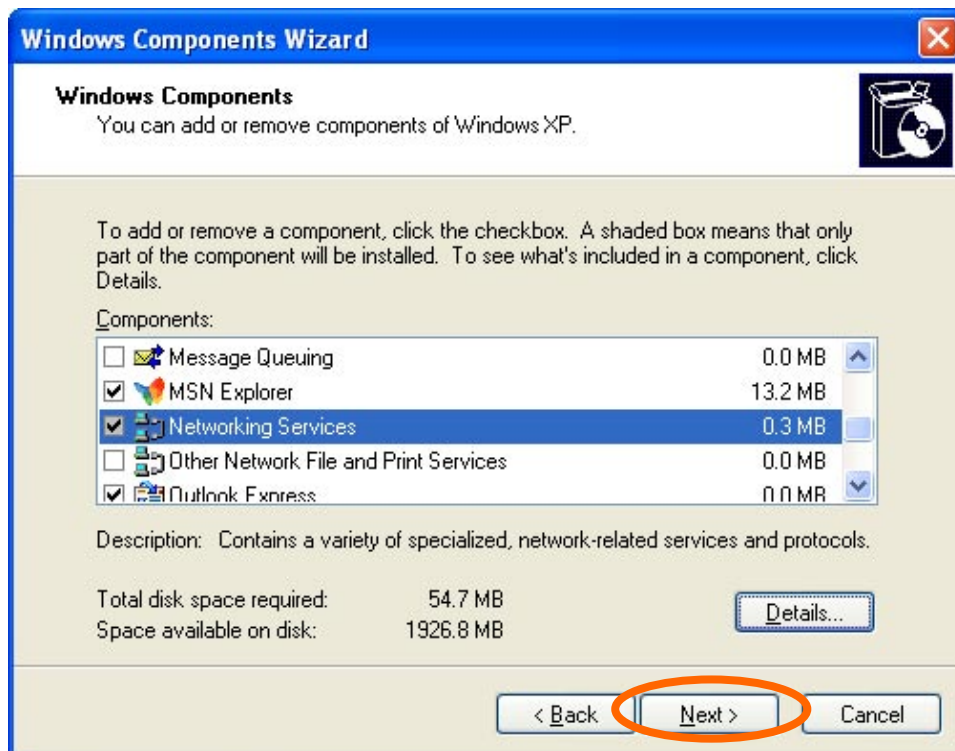 Windows Components Wizard
Windows Components
You can add or remove components of Windows XP.
To add or remove a component, click the checkbox. A shaded box means that only
part of the component will be installed. To see what's included in a component, click
Details.
Components:
Message Queuing 0.0 MB
MSN Explorer 13.2 MB
Networking Services 0.3 MB
Other Network File and Print Services 0.0 MB
Outlook Express 0.0 MB
Description: Contains a variety of specialized, network-related services and protocols.
Total disk space required: 54.7 MB
Space available on disk: 1926.8 MB
Details...
< Back Next > Cancel